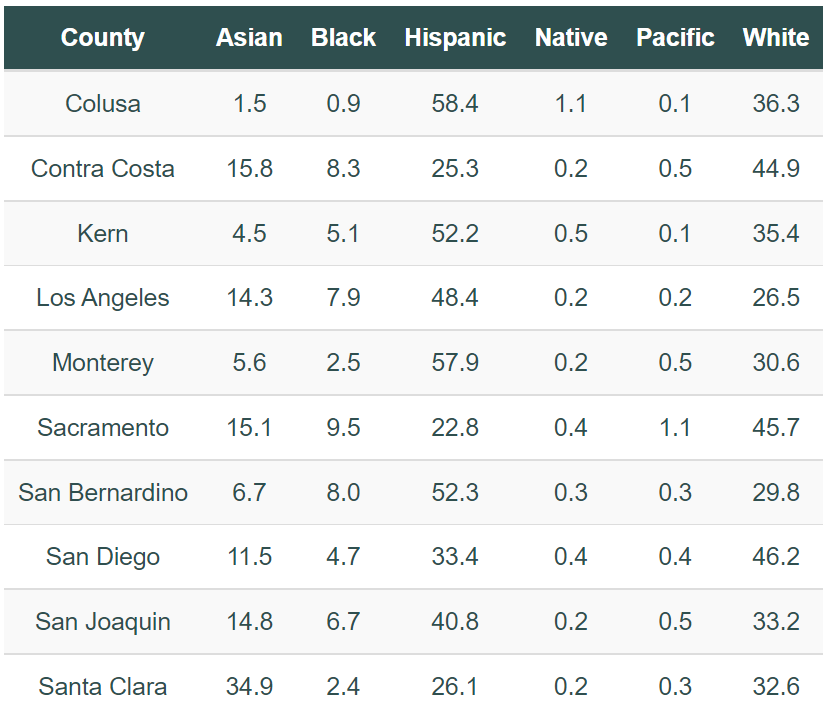 County Asian Black Hispanic Native Pacific White
Colusa 1.5 0.9 58.4 1.1 0.1 36.3
Contra Costa 15.8 8.3 25.3 0.2 0.5 44.9
Kern 4.5 5.1 52.2 0.5 0.1 35.4
Los Angeles 14.3 7.9 48.4 0.2 0.2 26.5
Monterey 5.6 2.5 57.9 0.2 0.5 30.6
Sacramento 15.1 9.5 22.8 0.4 1.1 45.7
San Bernardino 6.7 8.0 52.3 0.3 0.3 29.8
San Diego 11.5 4.7 33.4 0.4 0.4 46.2
San Joaquin 14.8 6.7 40.8 0.2 0.5 33.2
Santa Clara 34.9 2.4 26.1 0.2 0.3 32.6